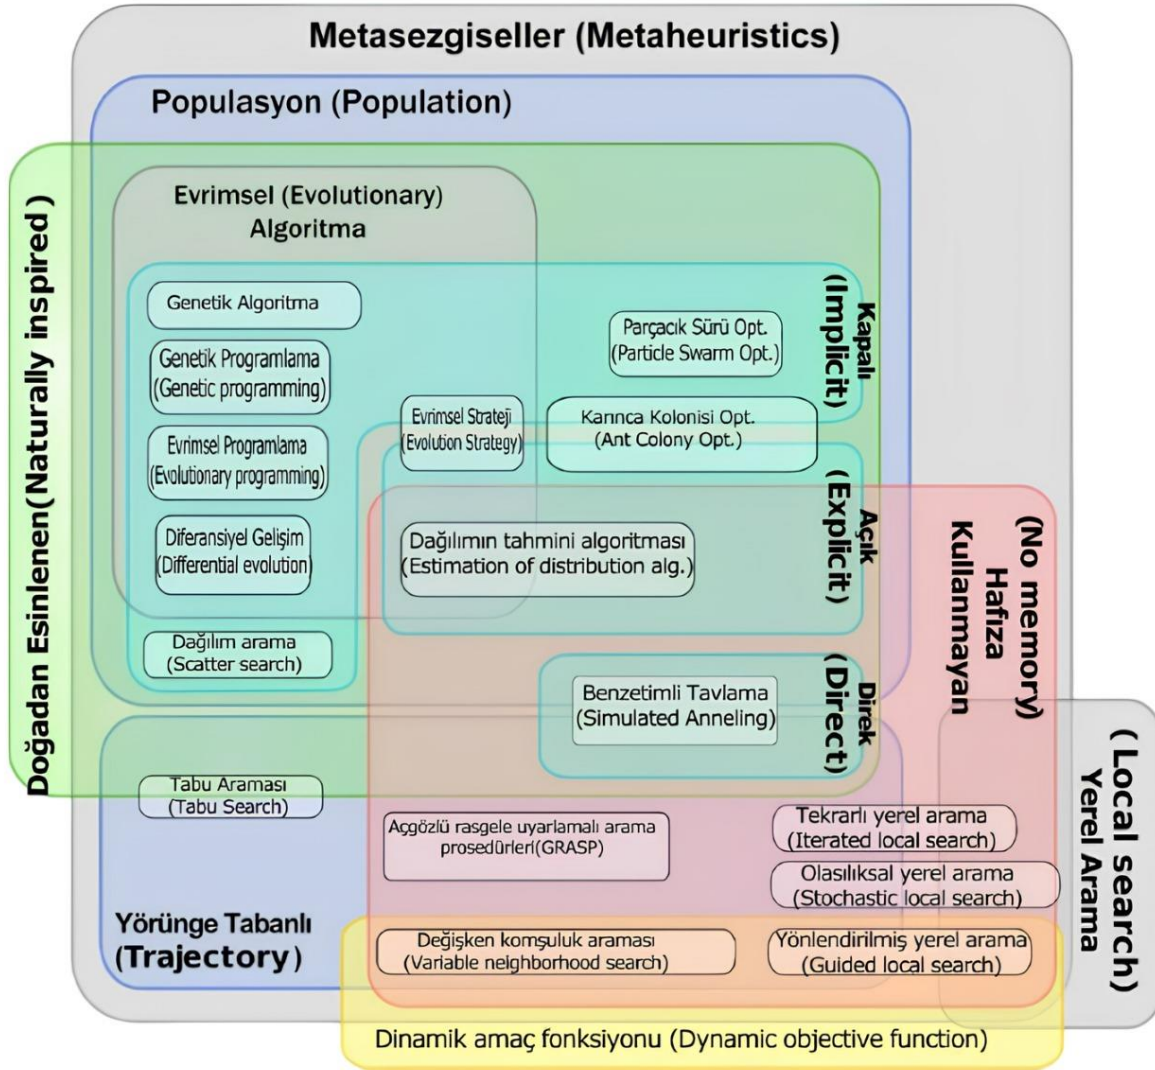 Metasezgiseller (Metaheuristics)
Populasyon (Population)
Doğadan Esinlenen(Naturally inspired)
Evrimsel (Evolutionary)
Algoritma
Genetik Algoritma
Genetik Programlama
(Genetic programming)
Evrimsel Programlama
(Evolutionary programming)
Diferansiyel Gelişim
(Differential evolution)
Dağılım arama
(Scatter search)
Parçacık Sürü Opt.
(Particle Swarm Opt.)
Kapalı
(Implicit)
Evrimsel Strateji
(Evolution Strategy)
Karınca Kolonisi Opt.
(Ant Colony Opt.)
Dağılımın tahmini algoritması
(Estimation of distribution alg.)
Açık
(Explicit)
(No memory)
Hafıza
Kullanmayan
Benzetimli Tavlama
(Simulated Anneling)
Direk
(Direct)
Tabu Araması
(Tabu Search)
Açgözlü rasgele uyarlamalı arama
prosedürleri(GRASP)
Tekrarlı yerel arama
(Iterated local search)
Olasılıksal yerel arama
(Stochastic local search)
(Local search)
Yerel Arama
Yörünge Tabanlı
(Trajectory)
Değişken komşuluk araması
(Variable neighborhood search)
Yönlendirilmiş yerel arama
(Guided local search)
Dinamik amaç fonksiyonu (Dynamic objective function)